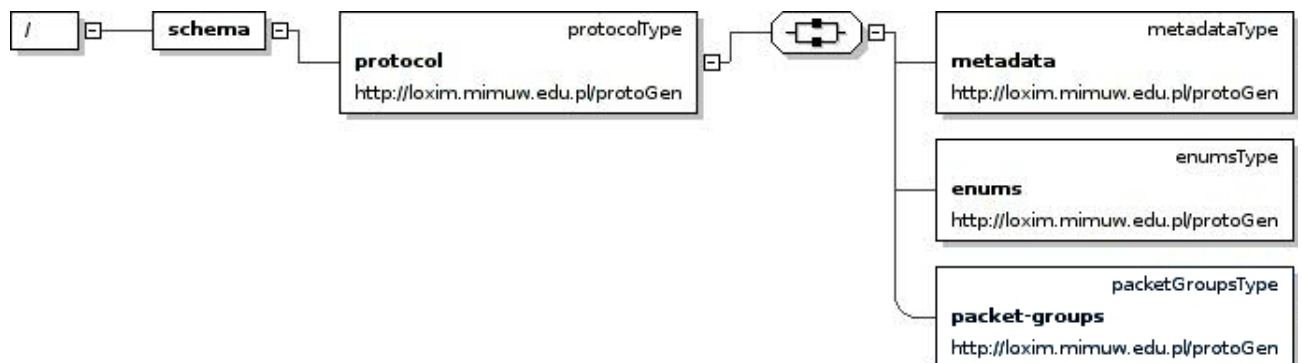 /
schema
protocolType
protocol
http://loxim.mimuw.edu.pl/protoGen
metadataType
metadata
http://loxim.mimuw.edu.pl/protoGen
enumsType
enums
http://loxim.mimuw.edu.pl/protoGen
packetGroupsType
packet-groups
http://loxim.mimuw.edu.pl/protoGen